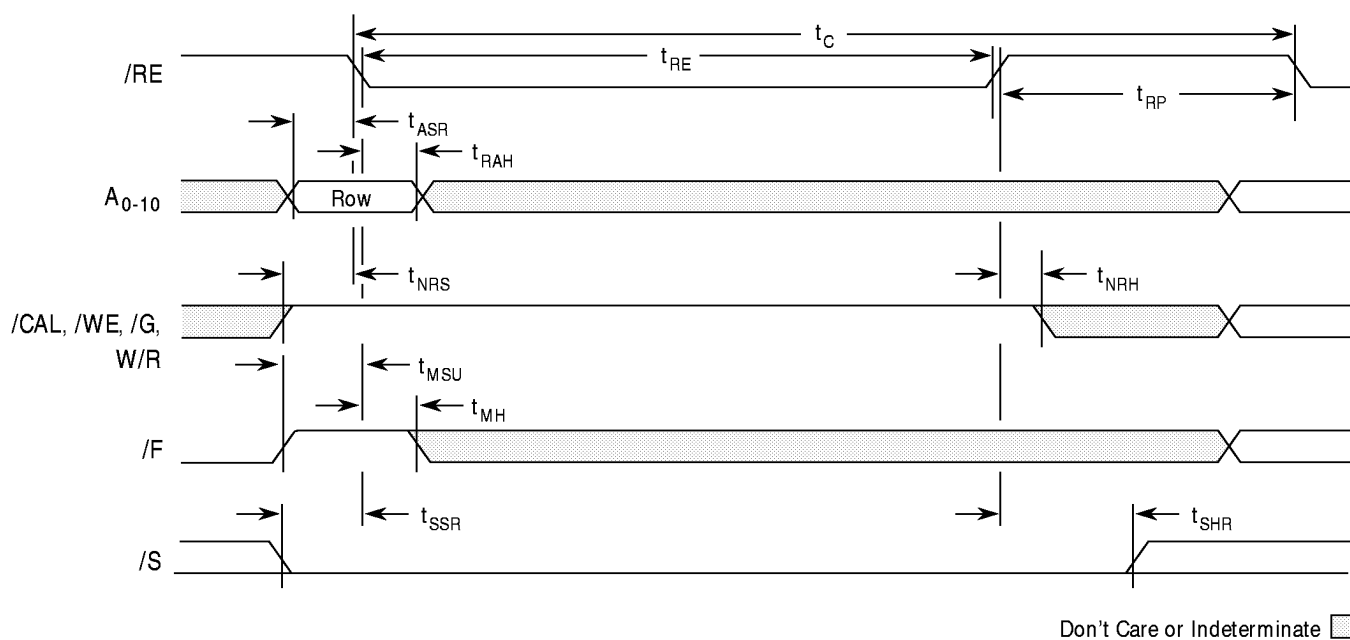 t_C
/RE
t_RE
t_RP
t_ASR
t_RAH
A_0-10
Row
t_NRS
t_NRH
/CAL, /WE, /G,
W/R
t_MSU
t_MH
/F
t_SSR
t_SHR
/S
Don't Care or Indeterminate